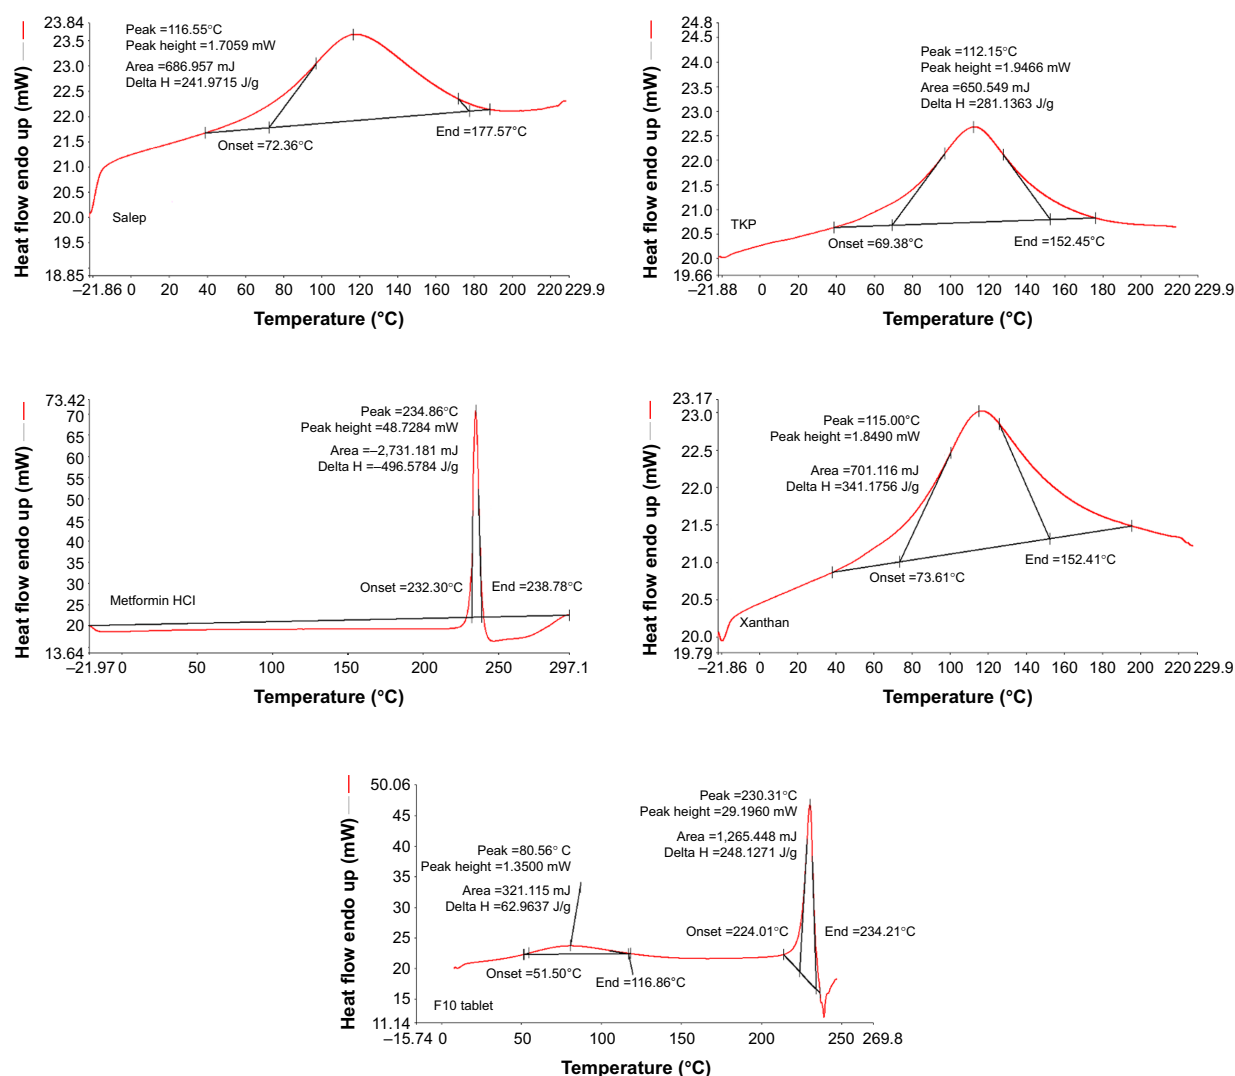 Heat flow endo up (mW)
23.84
23.5
23.0
22.5
22.0
21.5
21.0
20.5
20.0
19.5
18.85
Peak =116.55°C
Peak height =1.7059 mW
Area =686.957 mJ
Delta H =241.9715 J/g
Onset =72.36°C
End =177.57°C
Salep
–21.86 0 20 40 60 80 100 120 140 160 180 200 220 229.9
Temperature (°C)
Heat flow endo up (mW)
24.8
24.5
24.0
23.5
23.0
22.5
22.0
21.5
21.0
20.5
20.0
19.66
Peak =112.15°C
Peak height =1.9466 mW
Area =650.549 mJ
Delta H =281.1363 J/g
TKP
Onset =69.38°C
End =152.45°C
–21.88 0 20 40 60 80 100 120 140 160 180 200 220 229.9
Temperature (°C)
Heat flow endo up (mW)
73.42
70
65
60
55
50
45
40
35
30
25
20
13.64
Peak =234.86°C
Peak height =48.7284 mW
Area =–2,731.181 mJ
Delta H =–496.5784 J/g
Onset =232.30°C
End =238.78°C
Metformin HCl
–21.97 0 50 100 150 200 250 297.1
Temperature (°C)
Heat flow endo up (mW)
23.17
23.0
22.5
22.0
21.5
21.0
20.5
20.0
19.79
Peak =115.00°C
Peak height =1.8490 mW
Area =701.116 mJ
Delta H =341.1756 J/g
Onset =73.61°C
End =152.41°C
Xanthan
–21.86 0 20 40 60 80 100 120 140 160 180 200 220 229.9
Temperature (°C)
Heat flow endo up (mW)
50.06
45
40
35
30
25
20
15
11.14
Peak =230.31°C
Peak height =29.1960 mW
Area =1,265.448 mJ
Delta H =248.1271 J/g
Peak =80.56° C
Peak height =1.3500 mW
Area =321.115 mJ
Delta H =62.9637 J/g
Onset =224.01°C
End =234.21°C
Onset =51.50°C
End =116.86°C
F10 tablet
–15.74 0 50 100 150 200 250 269.8
Temperature (°C)